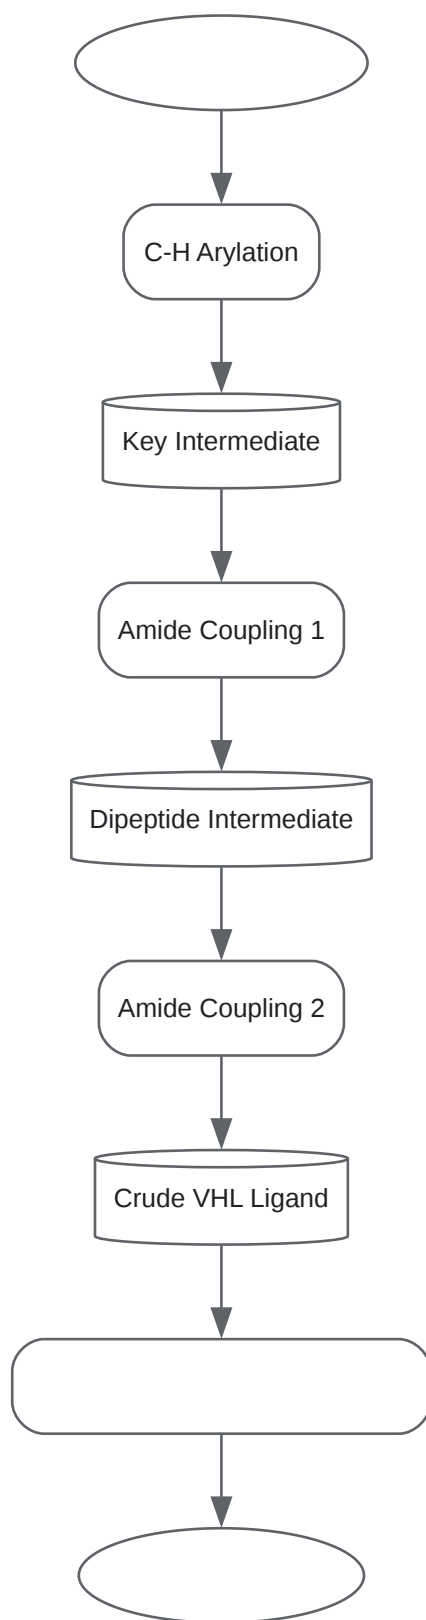 C-H Arylation
Key Intermediate
Amide Coupling 1
Dipeptide Intermediate
Amide Coupling 2
Crude VHL Ligand